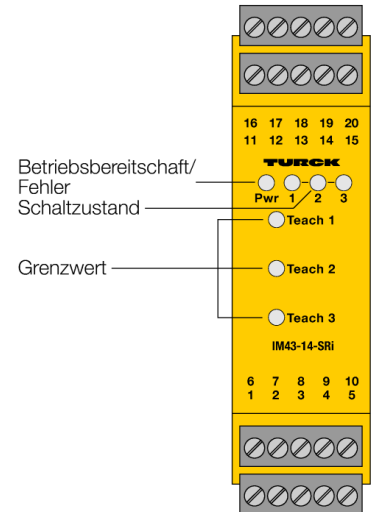 16 17 18 19 20
11 12 13 14 15
TURCK
Betriebsbereitschaft/
Fehler
Schaltzustand
Pwr 1 2 3
Teach 1
Grenzwert
Teach 2
Teach 3
IM43-14-SRi
6 7 8 9 10
1 2 3 4 5